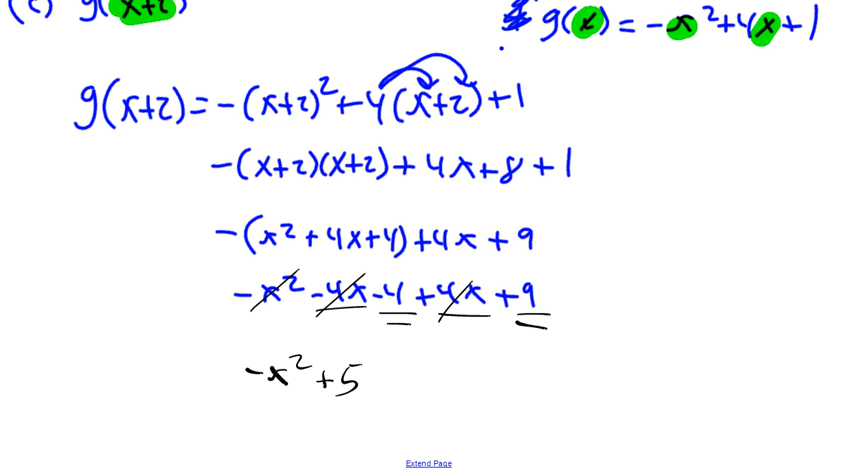 (c) g(x+2)
g(x) = -x²+4x+1
g(x+2) = -(x+2)²+4(x+2)+1
-(x+2)(x+2)+4x+8+1
-(x²+4x+4)+4x+9
-x²-4x-4+4x+9
-x²+5
Extend Page